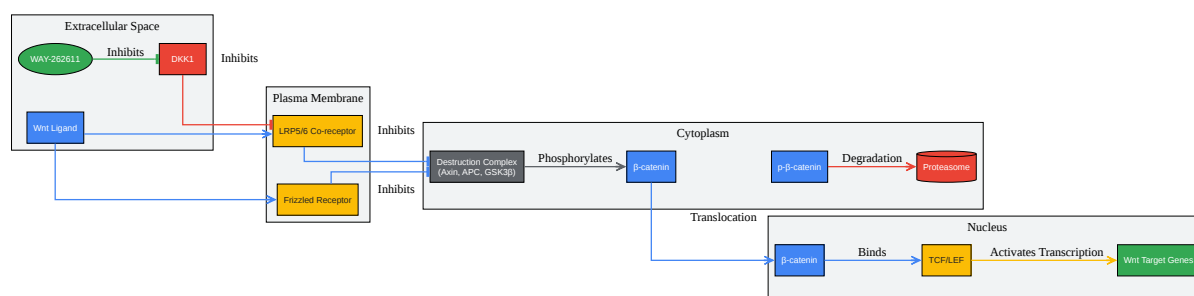 Extracellular Space
WAY-262611
Inhibits
DKK1
Inhibits
Wnt Ligand
Plasma Membrane
LRP5/6 Co-receptor
Inhibits
Frizzled Receptor
Inhibits
Cytoplasm
Destruction Complex
(Axin, APC, GSK3β)
Phosphorylates
β-catenin
p-β-catenin
Degradation
Proteasome
Translocation
Nucleus
β-catenin
Binds
TCF/LEF
Activates Transcription
Wnt Target Genes